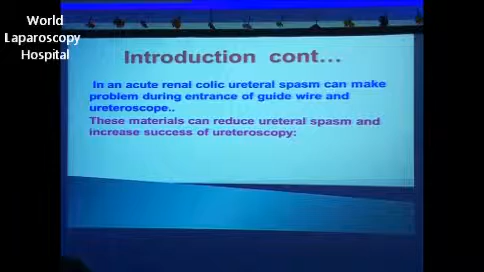 World
Laparoscopy
Hospital
Introduction cont...
In an acute renal colic ureteral spasm can make
problem during entrance of guide wire and
ureteroscope..
These materials can reduce ureteral spasm and
increase success of ureteroscopy: